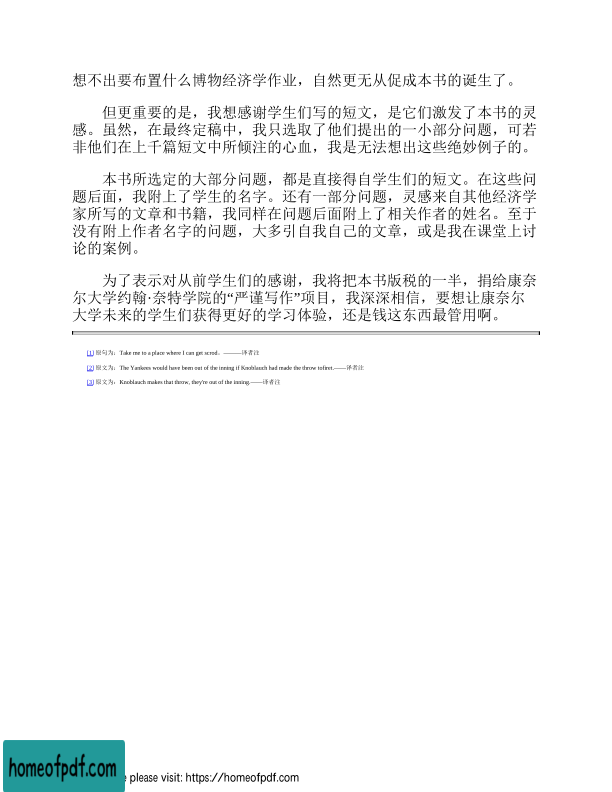 想不出要布置什么博物经济学作业，自然更无从促成本书的诞生了。
但更重要的是，我想感谢学生们写的短文，是它们激发了本书的灵
感。虽然，在最终定稿中，我只选取了他们提出的一小部分问题，可若
非他们在上千篇短文中所倾注的心血，我是无法想出这些绝妙例子的。
本书所选定的大部分问题，都是直接得自学生们的短文。在这些问
题后面，我附上了学生的名字。还有一部分问题，灵感来自其他经济学
家所写的文章和书籍，我同样在问题后面附上了相关作者的姓名。至于
没有附上作者名字的问题，大多引自我自己的文章，或是我在课堂上讨
论的案例。
为了表示对从前学生们的感谢，我将把本书版税的一半，捐给康奈
尔大学约翰·奈特学院的“严谨写作”项目，我深深相信，要想让康奈尔
大学未来的学生们获得更好的学习体验，还是钱这东西最管用啊。
[1] 原句为：Take me to a place where I can get scrod。———译者注
[2] 原文为：The Yankees would have been out of the inning if Knoblauch had made the throw tofirst.——译者注
[3] 原文为：Knoblauch makes that throw, they're out of the inning.——译者注
homeofpdf.com
e please visit: https://homeofpdf.com